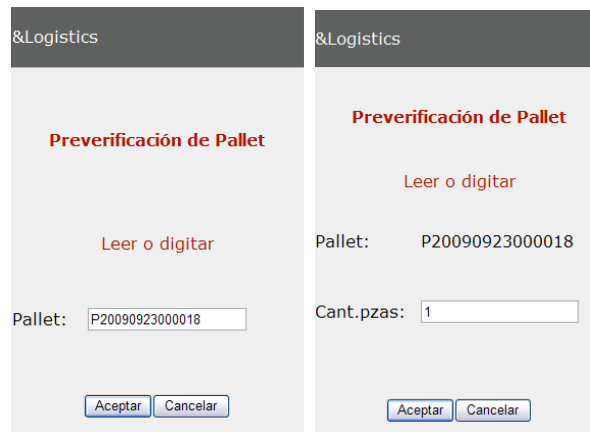 &Logistics
Preverificación de Pallet
Leer o digitar
Pallet: P20090923000018
Aceptar Cancelar
&Logistics
Preverificación de Pallet
Leer o digitar
Pallet: P20090923000018
Cant.pzas: 1
Aceptar Cancelar